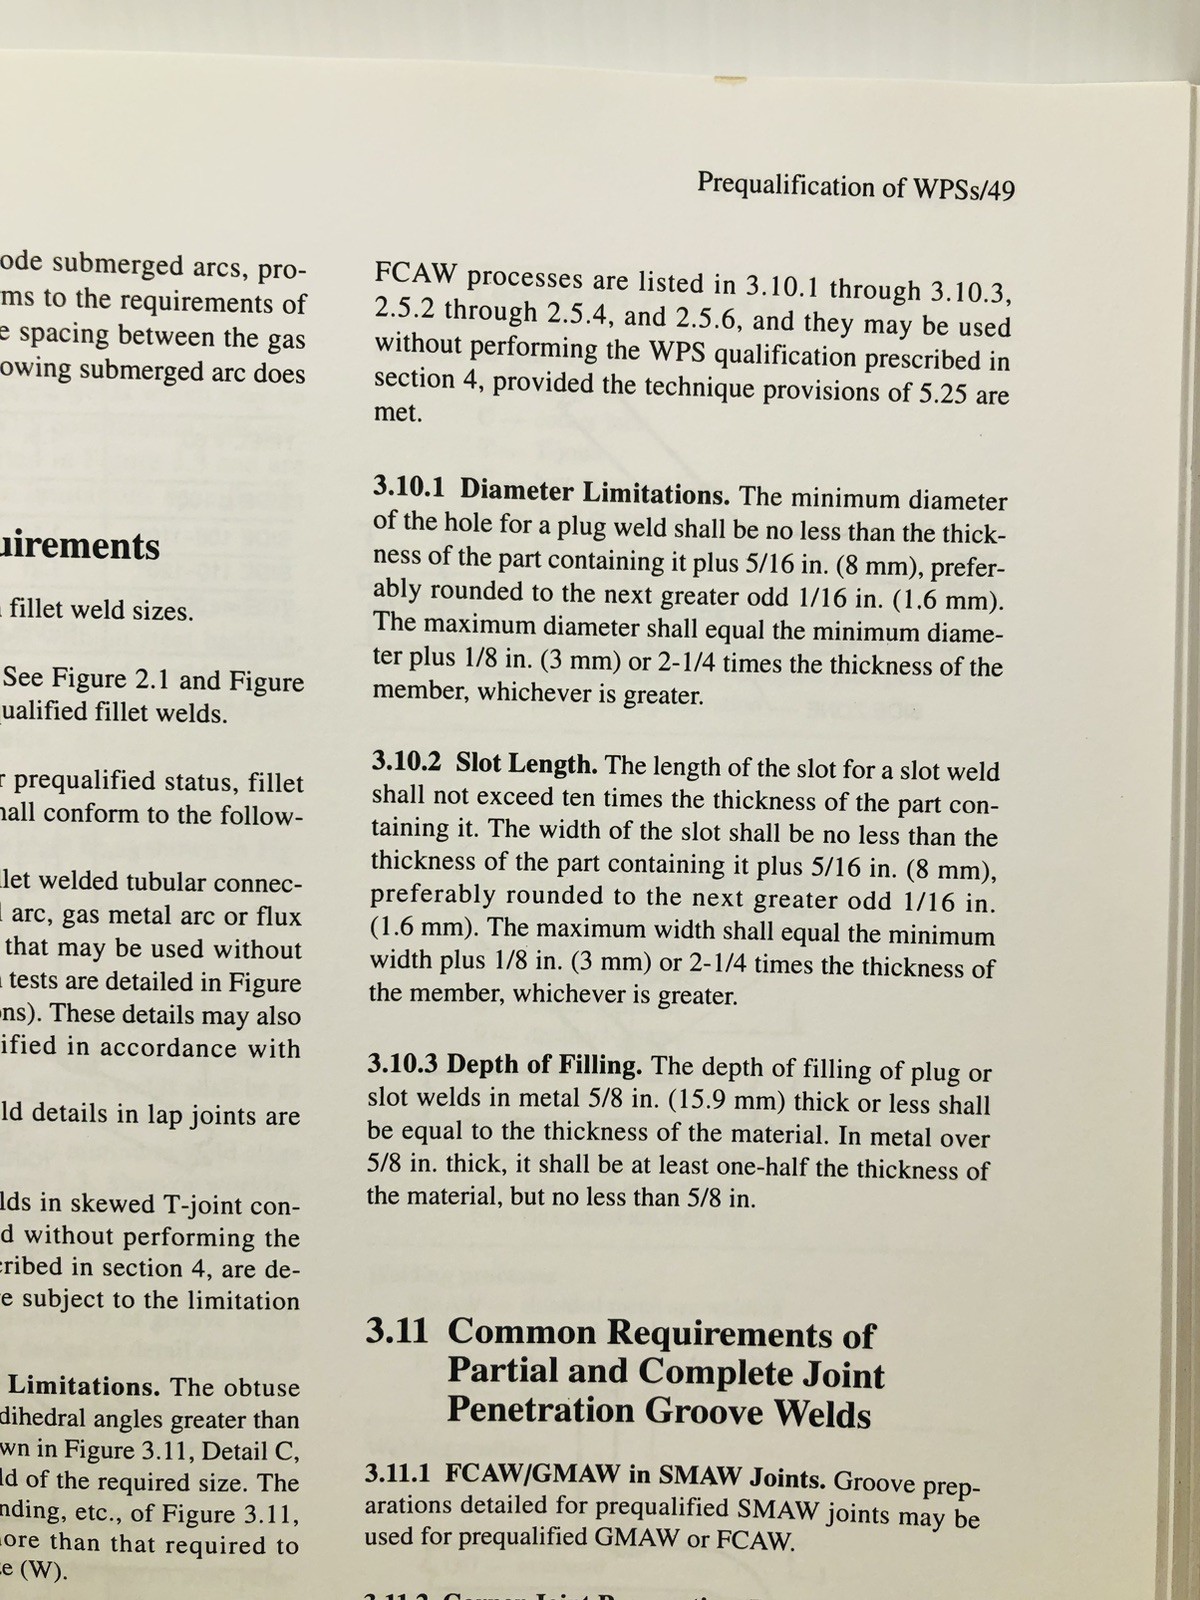 Prequalification of WPSs/49
ode submerged arcs, pro-
ms to the requirements of
spacing between the gas
owing submerged arc does
uirements
fillet weld sizes.
See Figure 2.1 and Figure
ualified fillet welds.
r prequalified status, fillet
hall conform to the follow-
llet welded tubular connec-
arc, gas metal arc or flux
that may be used without
tests are detailed in Figure
ons). These details may also
ified in accordance with
ld details in lap joints are
lds in skewed T-joint con-
d without performing the
cribed in section 4, are de-
e subject to the limitation
Limitations. The obtuse
dihedral angles greater than
wn in Figure 3.11, Detail C,
ld of the required size. The
nding, etc., of Figure 3.11,
more than that required to
e (W).
FCAW processes are listed in 3.10.1 through 3.10.3,
2.5.2 through 2.5.4, and 2.5.6, and they may be used
without performing the WPS qualification prescribed in
section 4, provided the technique provisions of 5.25 are
met.
3.10.1 Diameter Limitations. The minimum diameter
of the hole for a plug weld shall be no less than the thick-
ness of the part containing it plus 5/16 in. (8 mm), prefer-
ably rounded to the next greater odd 1/16 in. (1.6 mm).
The maximum diameter shall equal the minimum diame-
ter plus 1/8 in. (3 mm) or 2-1/4 times the thickness of the
member, whichever is greater.
3.10.2 Slot Length. The length of the slot for a slot weld
shall not exceed ten times the thickness of the part con-
taining it. The width of the slot shall be no less than the
thickness of the part containing it plus 5/16 in. (8 mm),
preferably rounded to the next greater odd 1/16 in.
(1.6 mm). The maximum width shall equal the minimum
width plus 1/8 in. (3 mm) or 2-1/4 times the thickness of
the member, whichever is greater.
3.10.3 Depth of Filling. The depth of filling of plug or
slot welds in metal 5/8 in. (15.9 mm) thick or less shall
be equal to the thickness of the material. In metal over
5/8 in. thick, it shall be at least one-half the thickness of
the material, but no less than 5/8 in.
3.11 Common Requirements of
Partial and Complete Joint
Penetration Groove Welds
3.11.1 FCAW/GMAW in SMAW Joints. Groove prep-
arations detailed for prequalified SMAW joints may be
used for prequalified GMAW or FCAW.